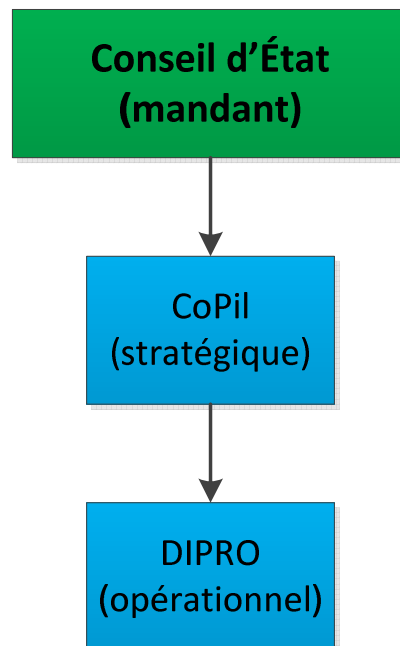 Conseil d’État
(mandant)
CoPil
(stratégique)
DIPRO
(opérationnel)